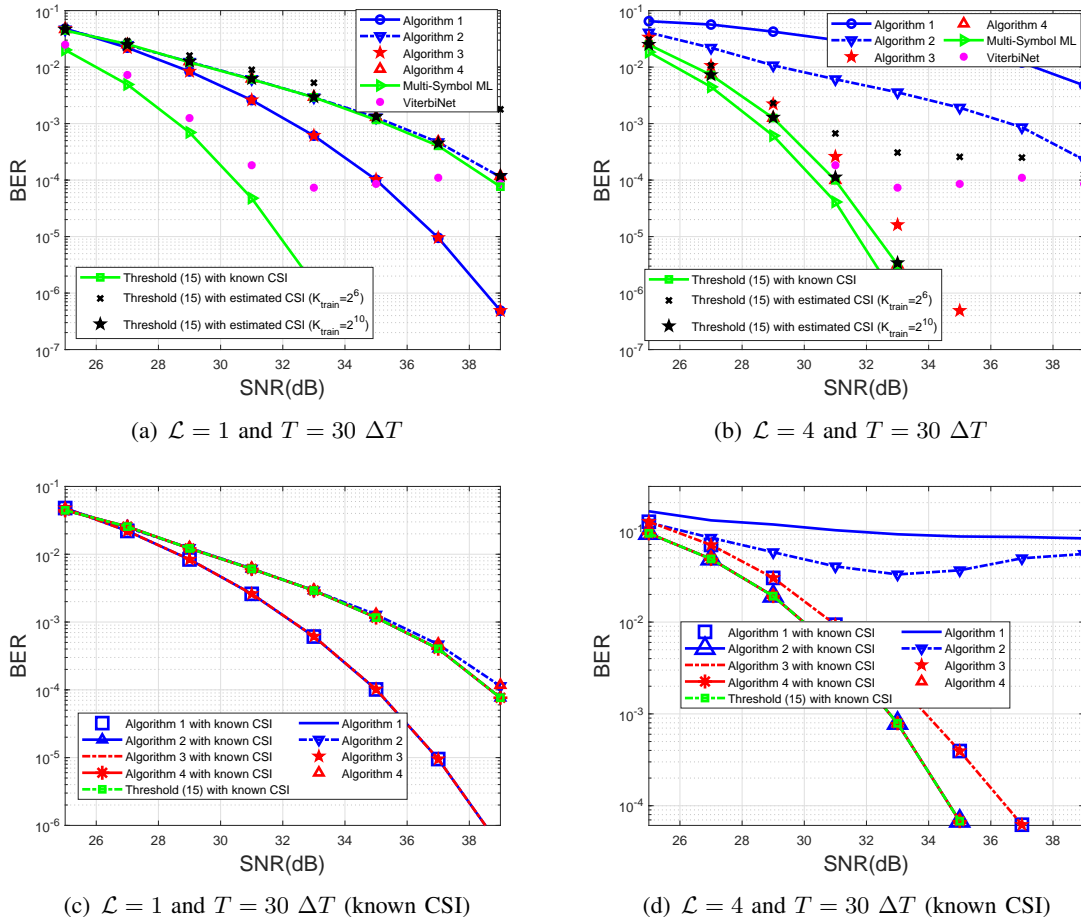 10^-1
10^-2
10^-3
10^-4
10^-5
10^-6
10^-7
BER
26 28 30 32 34 36 38
SNR(dB)
Algorithm 1
Algorithm 2
Algorithm 3
Algorithm 4
Multi-Symbol ML
ViterbiNet
Threshold (15) with known CSI
Threshold (15) with estimated CSI (K_train=2^6)
Threshold (15) with estimated CSI (K_train=2^10)
(a) ℒ = 1 and T = 30 ΔT
10^-1
10^-2
10^-3
10^-4
10^-5
10^-6
10^-7
BER
26 28 30 32 34 36 38
SNR(dB)
Algorithm 1
Algorithm 2
Algorithm 3
Algorithm 4
Multi-Symbol ML
ViterbiNet
Threshold (15) with known CSI
Threshold (15) with estimated CSI (K_train=2^6)
Threshold (15) with estimated CSI (K_train=2^10)
(b) ℒ = 4 and T = 30 ΔT
10^-1
10^-2
10^-3
10^-4
10^-5
10^-6
BER
26 28 30 32 34 36 38
SNR(dB)
Algorithm 1 with known CSI
Algorithm 2 with known CSI
Algorithm 3 with known CSI
Algorithm 4 with known CSI
Threshold (15) with known CSI
Algorithm 1
Algorithm 2
Algorithm 3
Algorithm 4
(c) ℒ = 1 and T = 30 ΔT (known CSI)
10^-1
10^-2
10^-3
10^-4
BER
26 28 30 32 34 36 38
SNR(dB)
Algorithm 1 with known CSI
Algorithm 2 with known CSI
Algorithm 3 with known CSI
Algorithm 4 with known CSI
Threshold (15) with known CSI
Algorithm 1
Algorithm 2
Algorithm 3
Algorithm 4
(d) ℒ = 4 and T = 30 ΔT (known CSI)